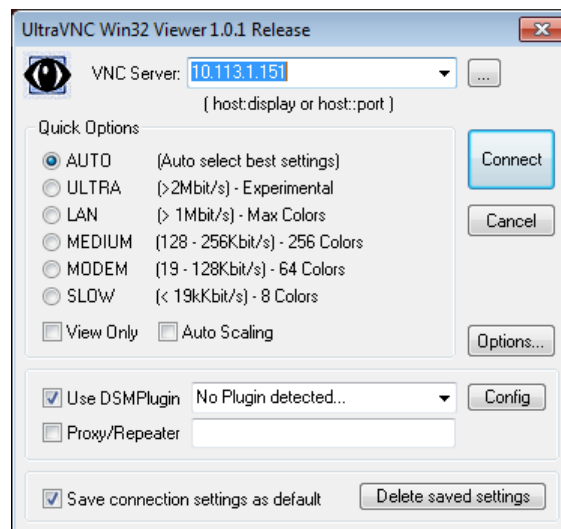 UltraVNC Win32 Viewer 1.0.1 Release
VNC Server: 10.113.1.151 ...
( host:display or host::port )
Quick Options
AUTO (Auto select best settings)
ULTRA (>2Mbit/s) - Experimental
LAN (> 1Mbit/s) - Max Colors
MEDIUM (128 - 256Kbit/s) - 256 Colors
MODEM (19 - 128Kbit/s) - 64 Colors
SLOW (< 19kKbit/s) - 8 Colors
View Only Auto Scaling
Connect
Cancel
Options...
Use DSMPlugin No Plugin detected... Config
Proxy/Repeater
Save connection settings as default Delete saved settings